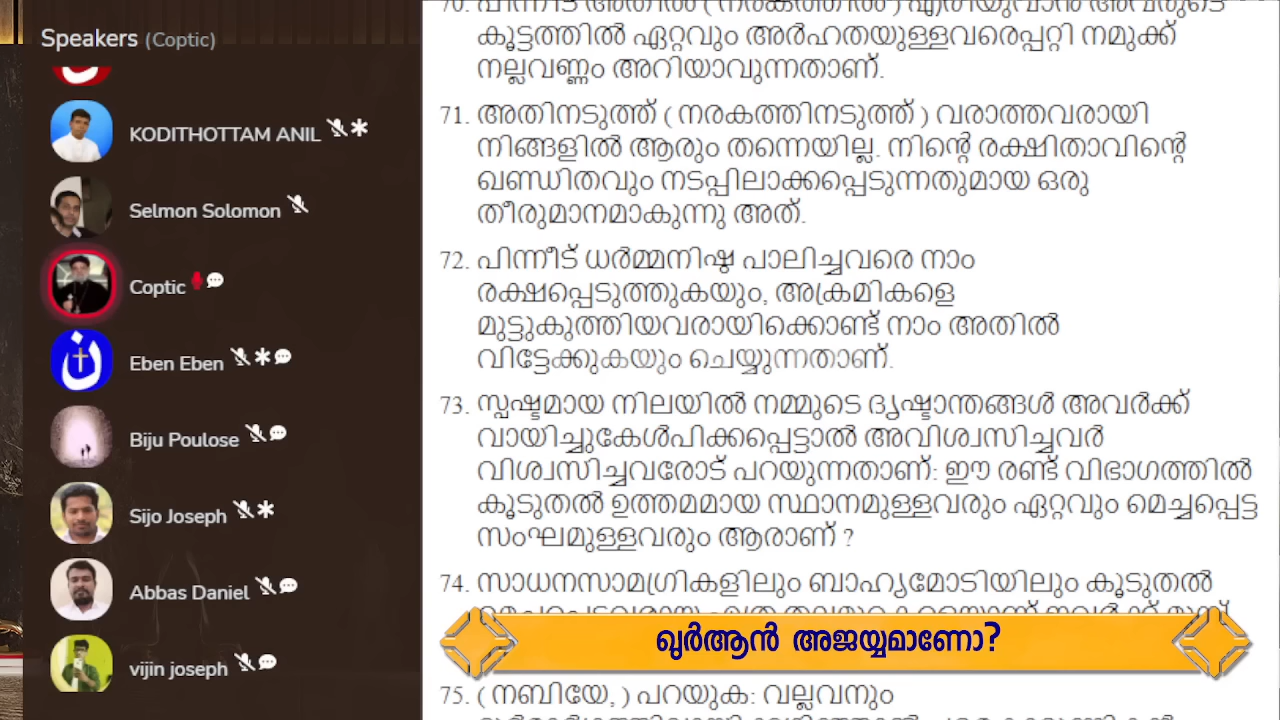 Speakers (Coptic)
KODITHOTTAM ANIL
Selmon Solomon
Coptic
Eben Eben
Biju Poulose
Sijo Joseph
Abbas Daniel
vijin joseph
70. പിന്നീട് അതിൽ ( നരകത്തിൽ ) എരിയുവാൻ അവരുടെ
കൂട്ടത്തിൽ ഏറ്റവും അർഹതയുള്ളവരെപ്പറ്റി നമുക്ക്
നല്ലവണ്ണം അറിയാവുന്നതാണ്.
71. അതിനടുത്ത് ( നരകത്തിനടുത്ത് ) വരാത്തവരായി
നിങ്ങളിൽ ആരും തന്നെയില്ല. നിന്റെ രക്ഷിതാവിന്റെ
ഖണ്ഡിതവും നടപ്പിലാക്കപ്പെടുന്നതുമായ ഒരു
തീരുമാനമാകുന്നു അത്.
72. പിന്നീട് ധർമ്മനിഷ്ഠ പാലിച്ചവരെ നാം
രക്ഷപ്പെടുത്തുകയും, അക്രമികളെ
മുട്ടുകുത്തിയവരായിക്കൊണ്ട് നാം അതിൽ
വിട്ടേക്കുകയും ചെയ്യുന്നതാണ്.
73. സ്പഷ്ടമായ നിലയിൽ നമ്മുടെ ദൃഷ്ടാന്തങ്ങൾ അവർക്ക്
വായിച്ചുകേൾപിക്കപ്പെട്ടാൽ അവിശ്വസിച്ചവർ
വിശ്വസിച്ചവരോട് പറയുന്നതാണ്: ഈ രണ്ട് വിഭാഗത്തിൽ
കൂടുതൽ ഉത്തമമായ സ്ഥാനമുള്ളവരും ഏറ്റവും മെച്ചപ്പെട്ട
സംഘമുള്ളവരും ആരാണ് ?
74. സാധനസാമഗ്രികളിലും ബാഹ്യമോടിയിലും കൂടുതൽ
ഖുർആൻ അജയ്യമാണോ?
75. ( നബിയേ, ) പറയുക: വല്ലവനും